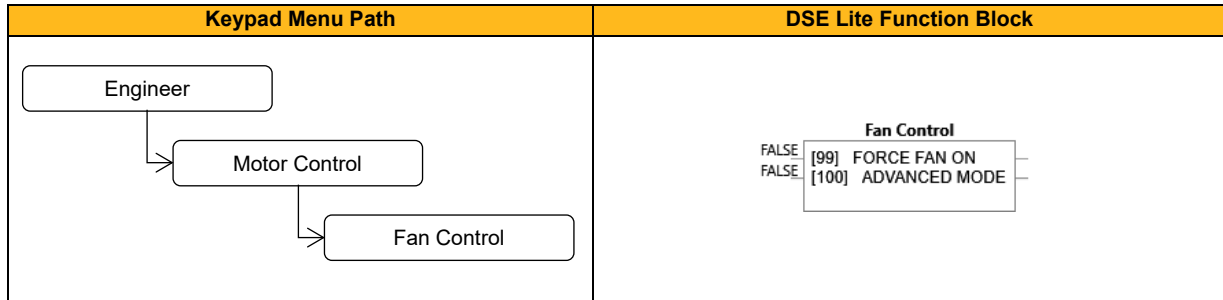 Keypad Menu Path
DSE Lite Function Block
Engineer
Motor Control
Fan Control
Fan Control
FALSE [99] FORCE FAN ON
FALSE [100] ADVANCED MODE